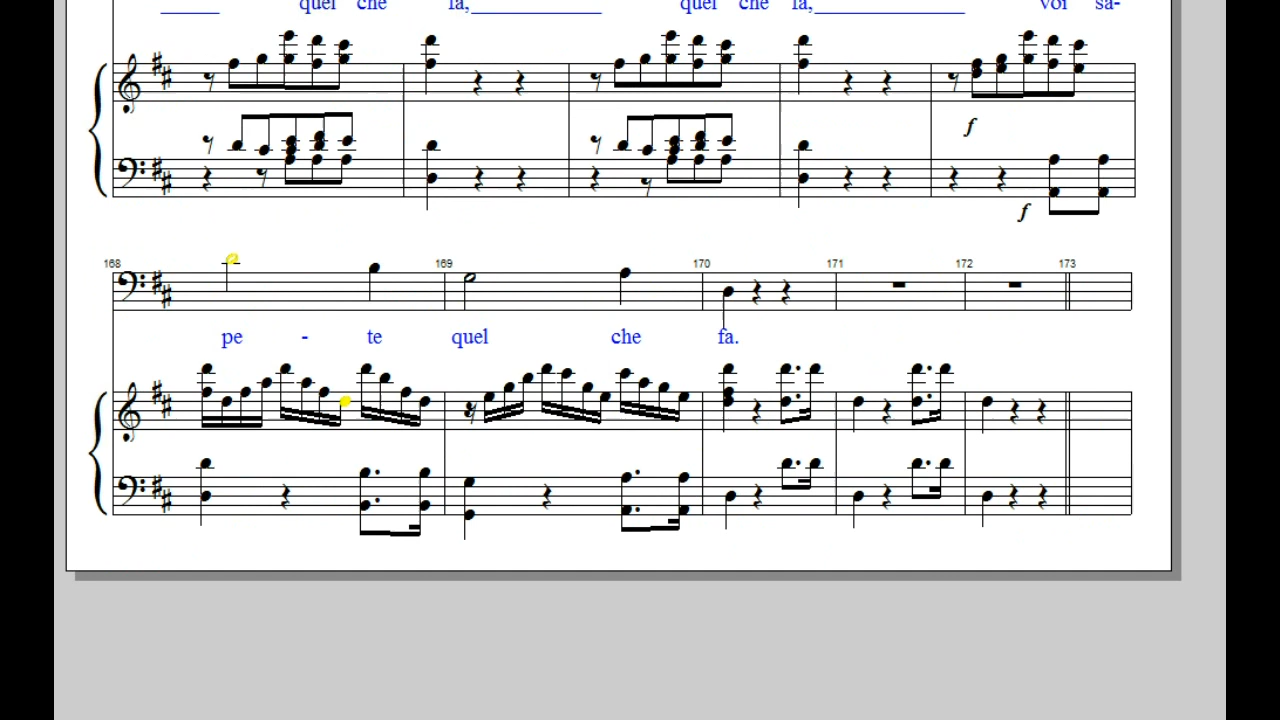 quel che fa, quel che fa, voi sa-
f
f
168 169 170 171 172 173
pe - te quel che fa.